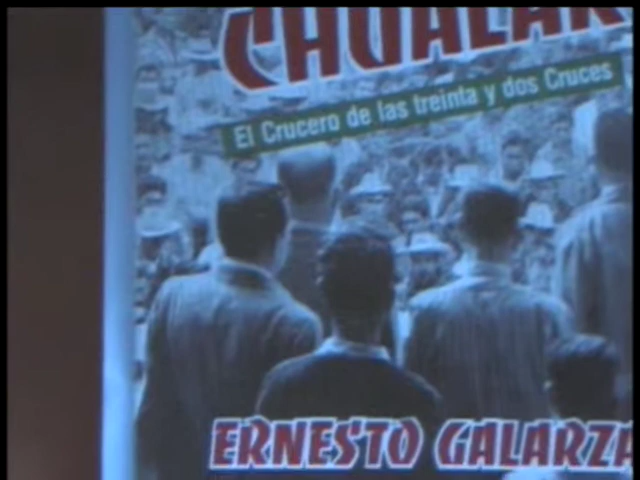 CHUALAR
El Crucero de las treinta y dos Cruces
ERNESTO GALARZA